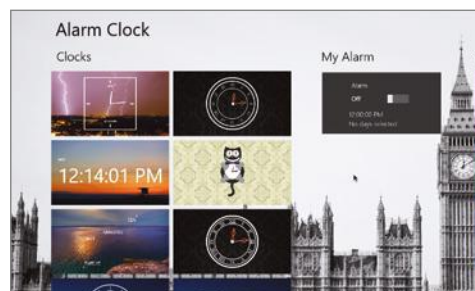 Alarm Clock
Clocks
My Alarm
Alarm
Off
12:00:00 PM
No days selected
12:14:01 PM